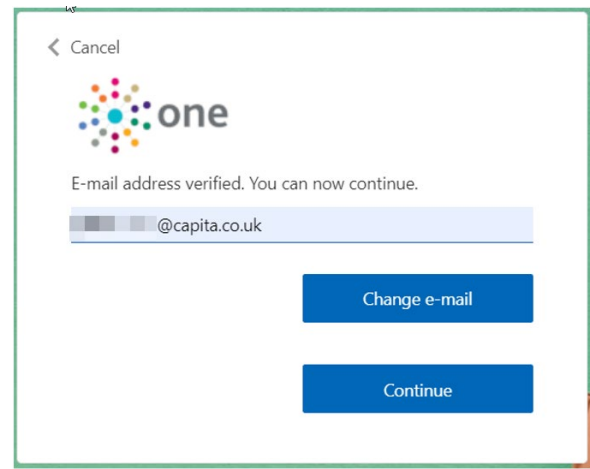 Cancel
one
E-mail address verified. You can now continue.
@capita.co.uk
Change e-mail
Continue